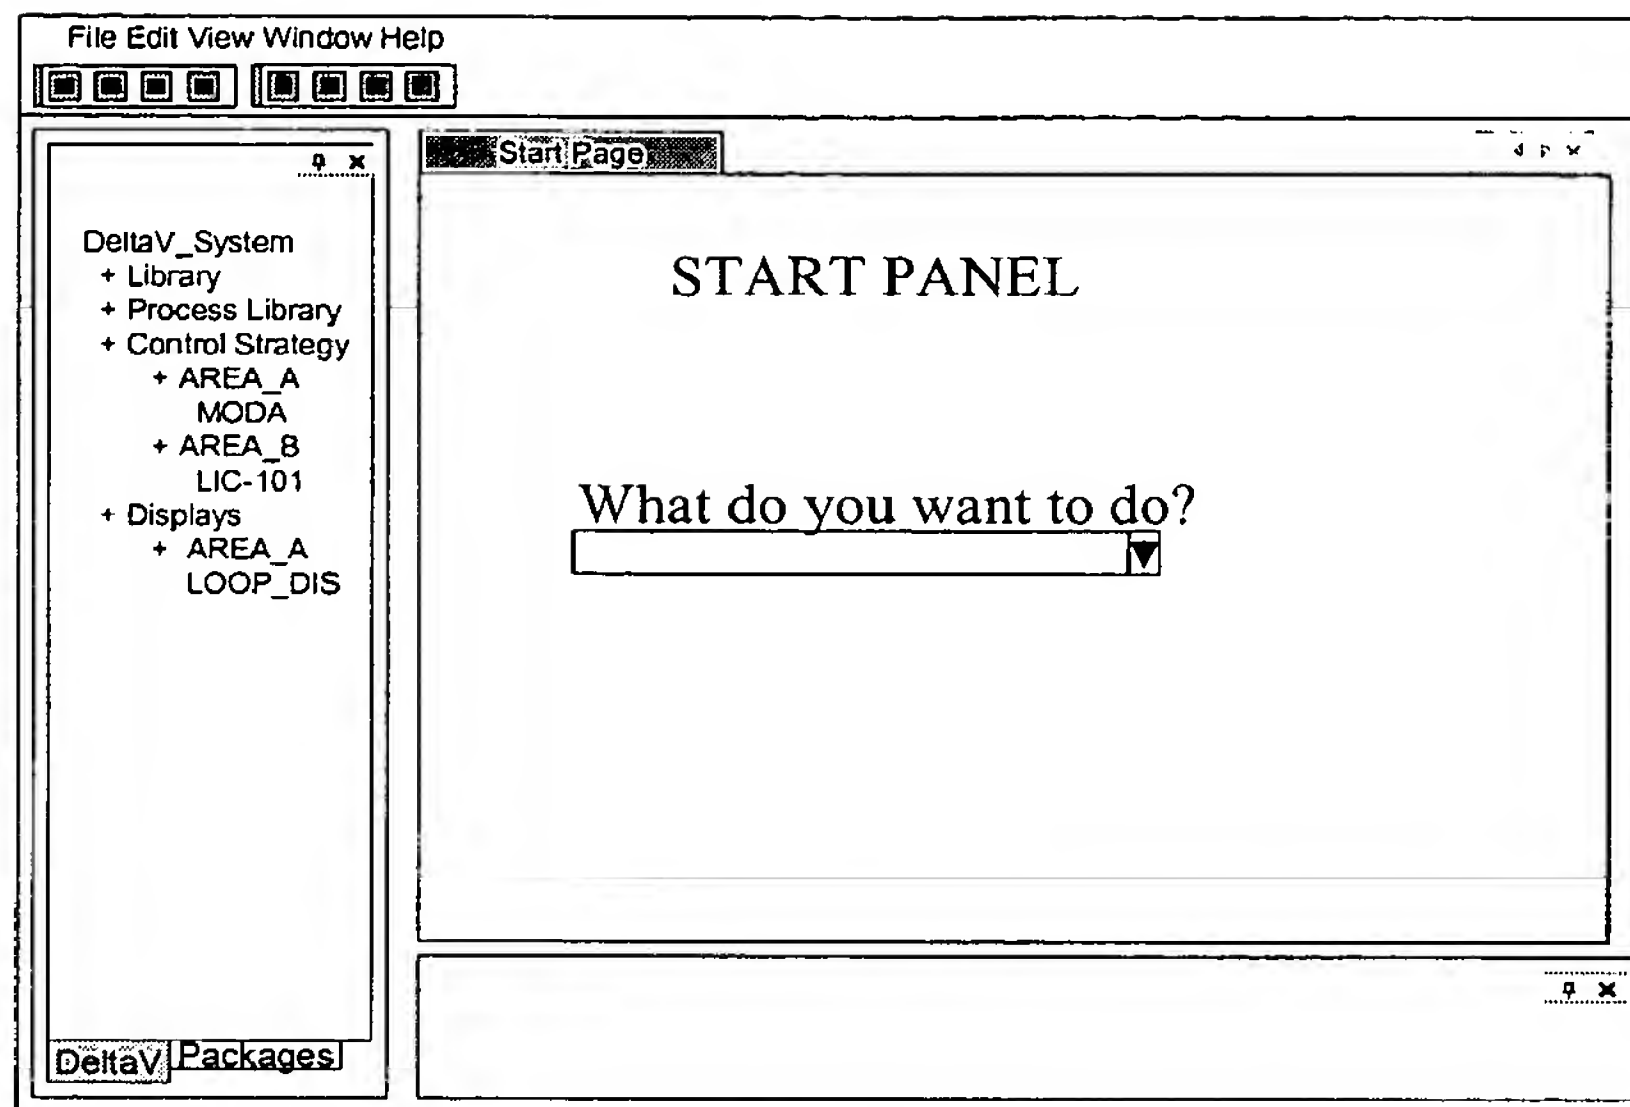 File Edit View Window Help
Start Page
DeltaV_System
+ Library
+ Process Library
+ Control Strategy
+ AREA_A
MODA
+ AREA_B
LIC-101
+ Displays
+ AREA_A
LOOP_DIS
DeltaV Packages
START PANEL
What do you want to do?